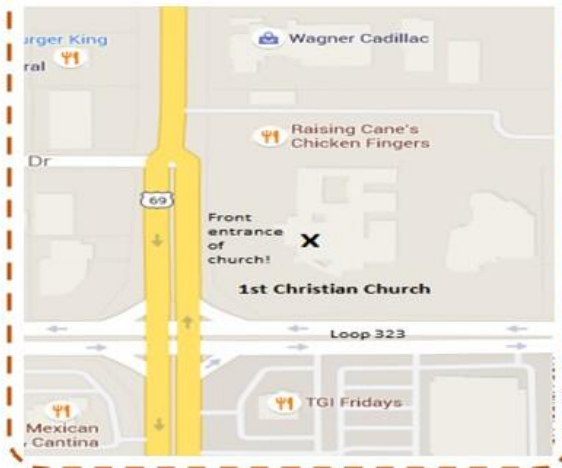 urger King
ral
Wagner Cadillac
Raising Cane's
Chicken Fingers
Dr
69
Front
entrance
of
church!
X
1st Christian Church
Loop 323
TGI Fridays
Mexican
Cantina